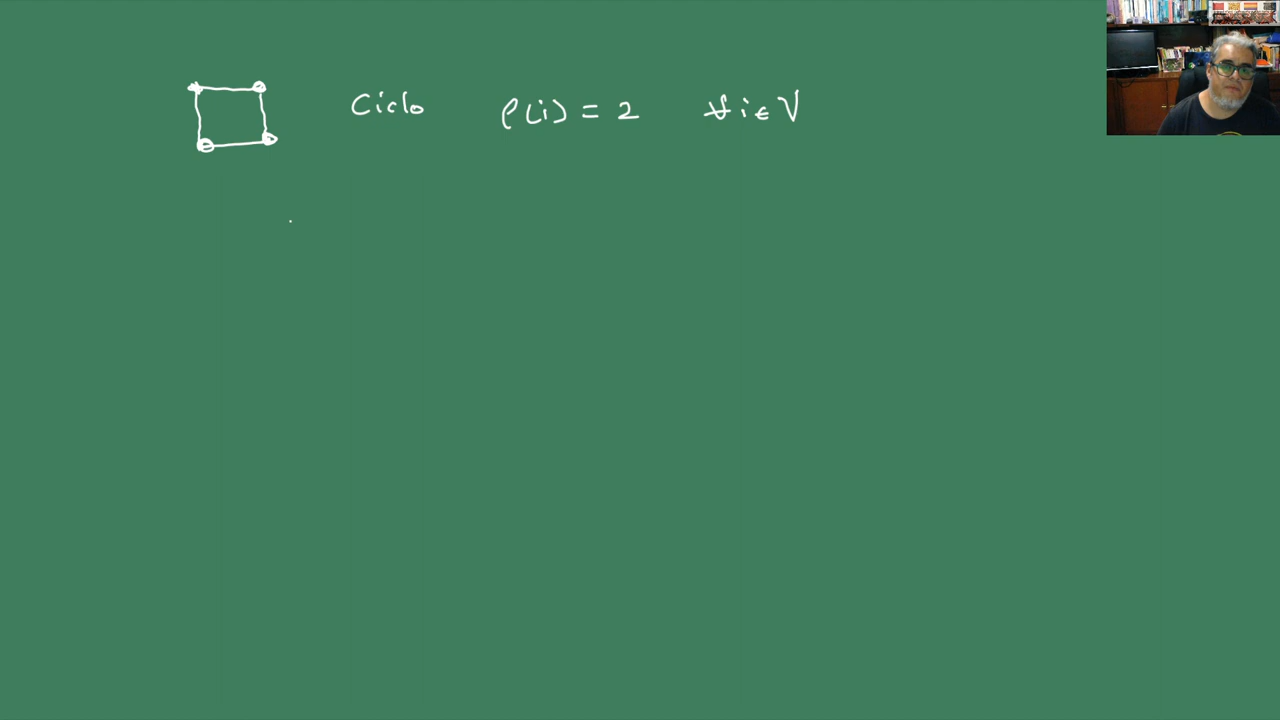 Ciclo ρ(i) = 2 ∀ i ∈ V